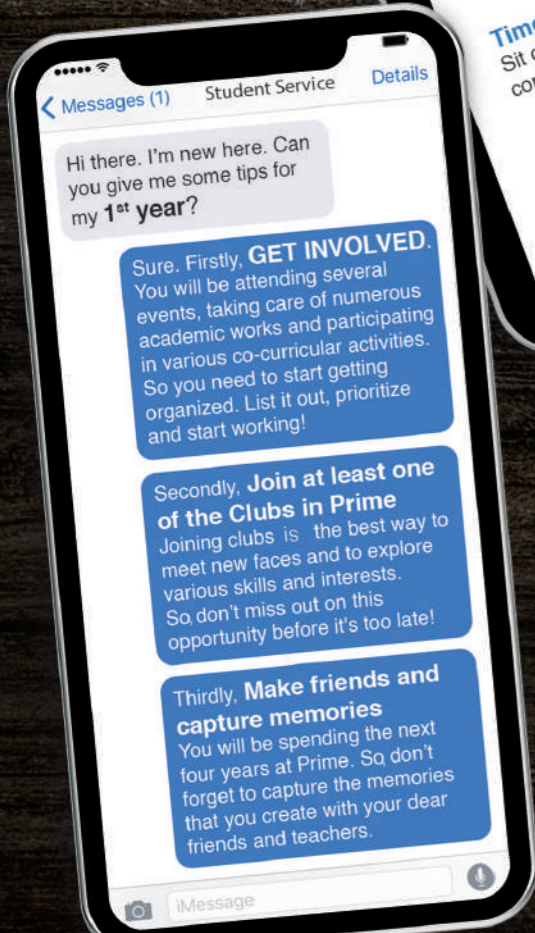 Messages (1) Student Service Details
Hi there. I'm new here. Can
you give me some tips for
my 1st year?
Sure. Firstly, GET INVOLVED.
You will be attending several
events, taking care of numerous
academic works and participating
in various co-curricular activities.
So you need to start getting
organized. List it out, prioritize
and start working!
Secondly, Join at least one
of the Clubs in Prime
Joining clubs is the best way to
meet new faces and to explore
various skills and interests.
So, don't miss out on this
opportunity before it's too late!
Thirdly, Make friends and
capture memories
You will be spending the next
four years at Prime. So, don't
forget to capture the memories
that you create with your dear
friends and teachers.
iMessage
Sit